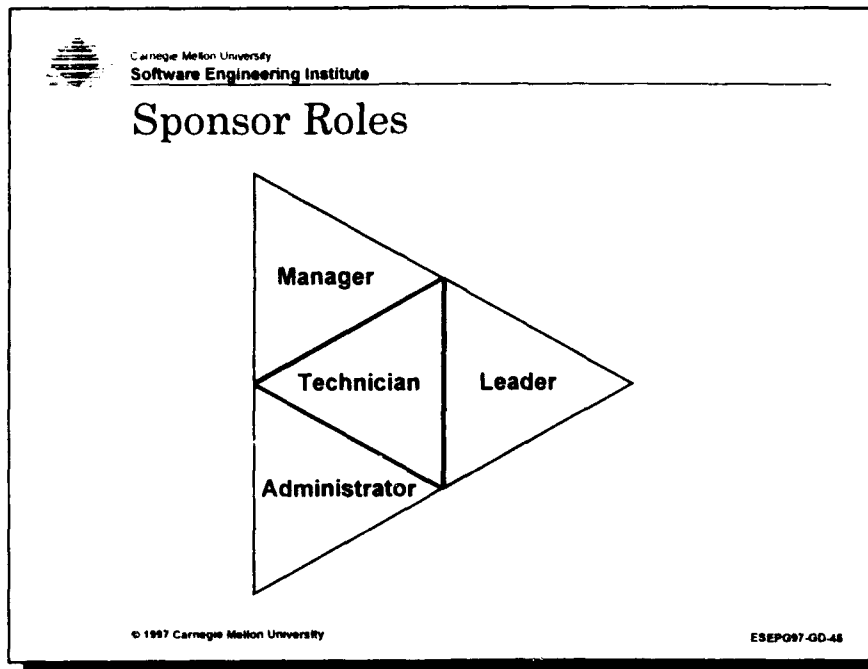 Carnegie Mellon University
Software Engineering Institute
Sponsor Roles
Manager
Technician
Leader
Administrator
© 1997 Carnegie Mellon University
ESEPG97-GD-48